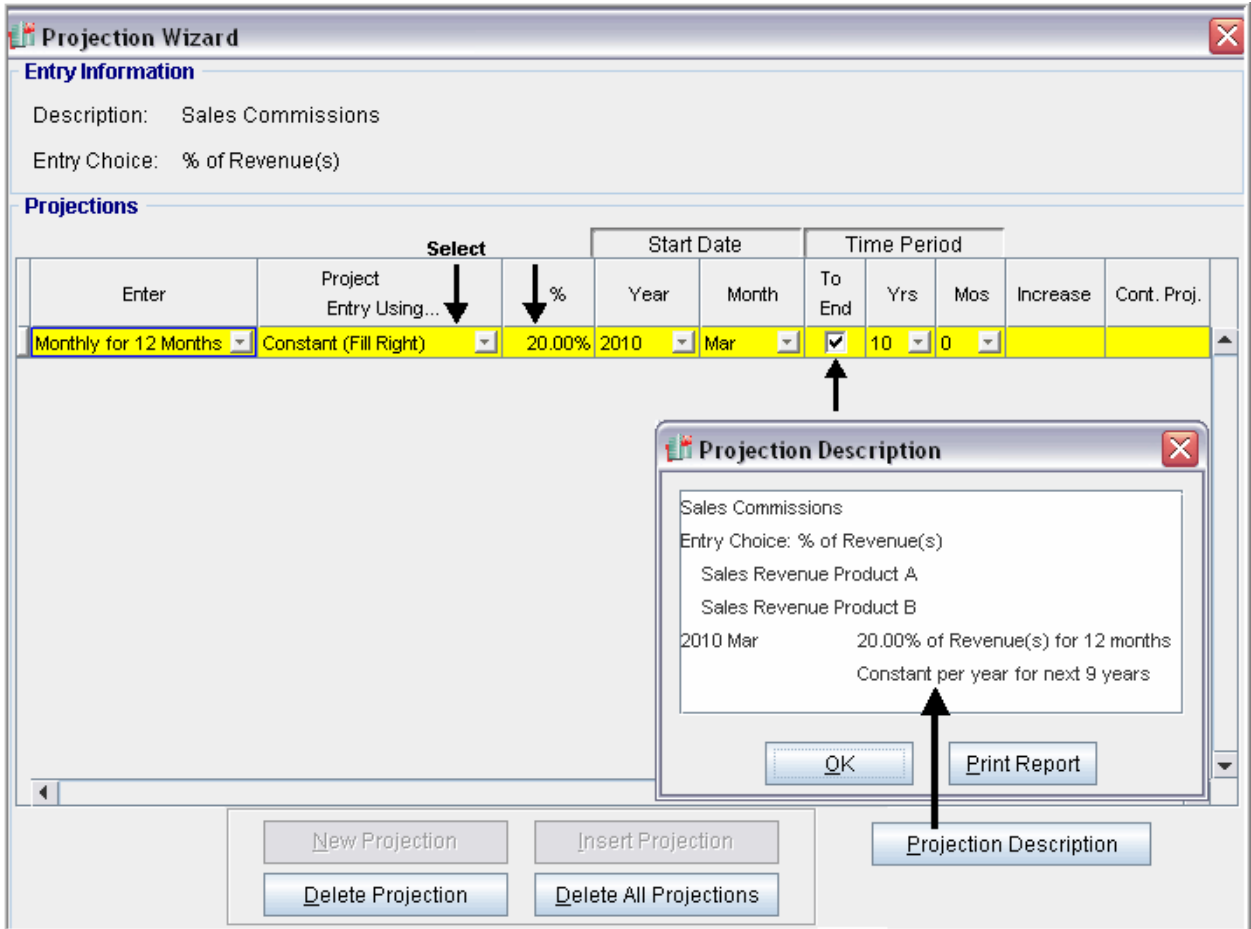 Projection Wizard
Entry Information
Description: Sales Commissions
Entry Choice: % of Revenue(s)
Projections
Select Start Date Time Period
Enter Project Entry Using... % Year Month To End Yrs Mos Increase Cont. Proj.
Monthly for 12 Months Constant (Fill Right) 20.00% 2010 Mar 10 0
Projection Description
Sales Commissions
Entry Choice: % of Revenue(s)
Sales Revenue Product A
Sales Revenue Product B
2010 Mar 20.00% of Revenue(s) for 12 months
Constant per year for next 9 years
OK Print Report
New Projection Insert Projection Projection Description
Delete Projection Delete All Projections